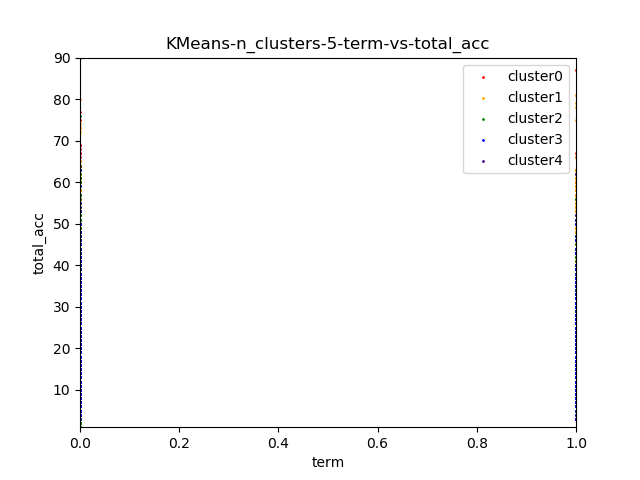 KMeans-n_clusters-5-term-vs-total_acc
90
80
70
60
50
40
30
20
10
total_acc
cluster0
cluster1
cluster2
cluster3
cluster4
0.0 0.2 0.4 0.6 0.8 1.0
term